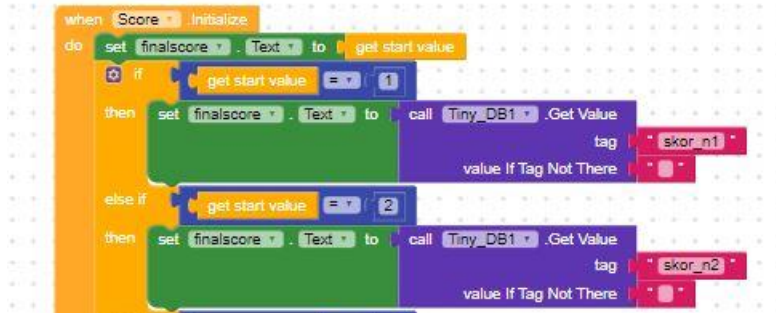 when Score .Initialize
do set finalscore . Text to get start value
if get start value = 1
then set finalscore . Text to call Tiny_DB1 .Get Value
tag " skor_n1 "
value If Tag Not There " "
else if get start value = 2
then set finalscore . Text to call Tiny_DB1 .Get Value
tag " skor_n2 "
value If Tag Not There " "